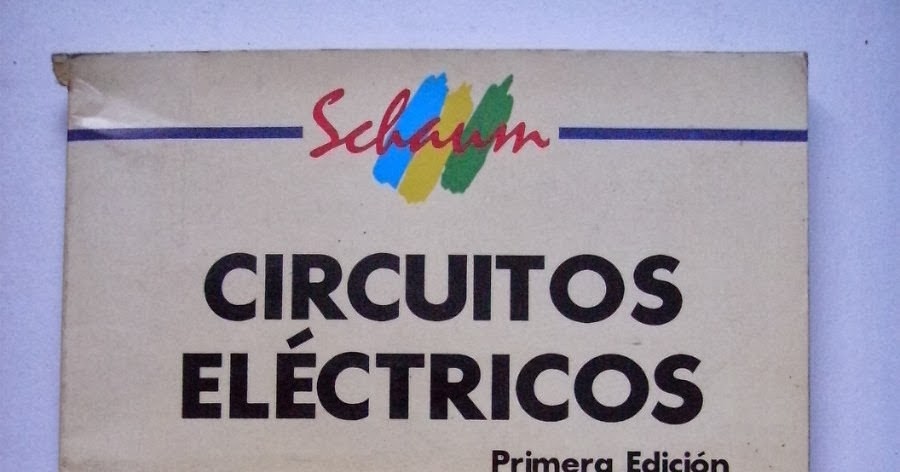 Schaum
CIRCUITOS
ELÉCTRICOS
Primera Edición